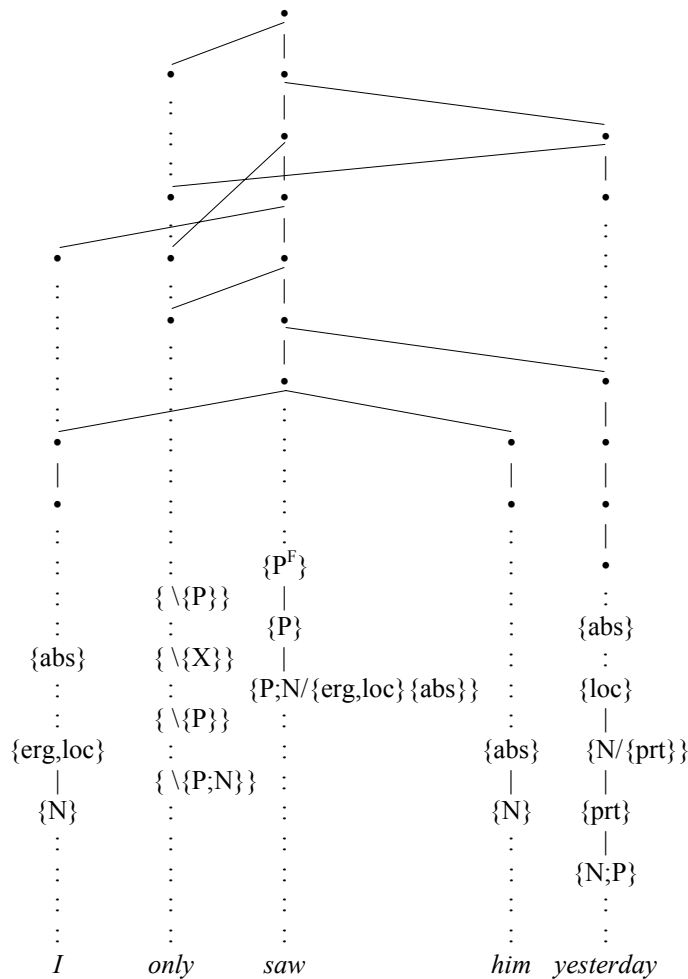 {P^F}
{ \{P}}
{P} {abs}
{abs} { \{X}}
{P;N/{erg,loc}{abs}} {loc}
{ \{P}}
{erg,loc} {abs} {N/{prt}}
{ \{P;N}}
{N} {N} {prt}
{N;P}
I only saw him yesterday